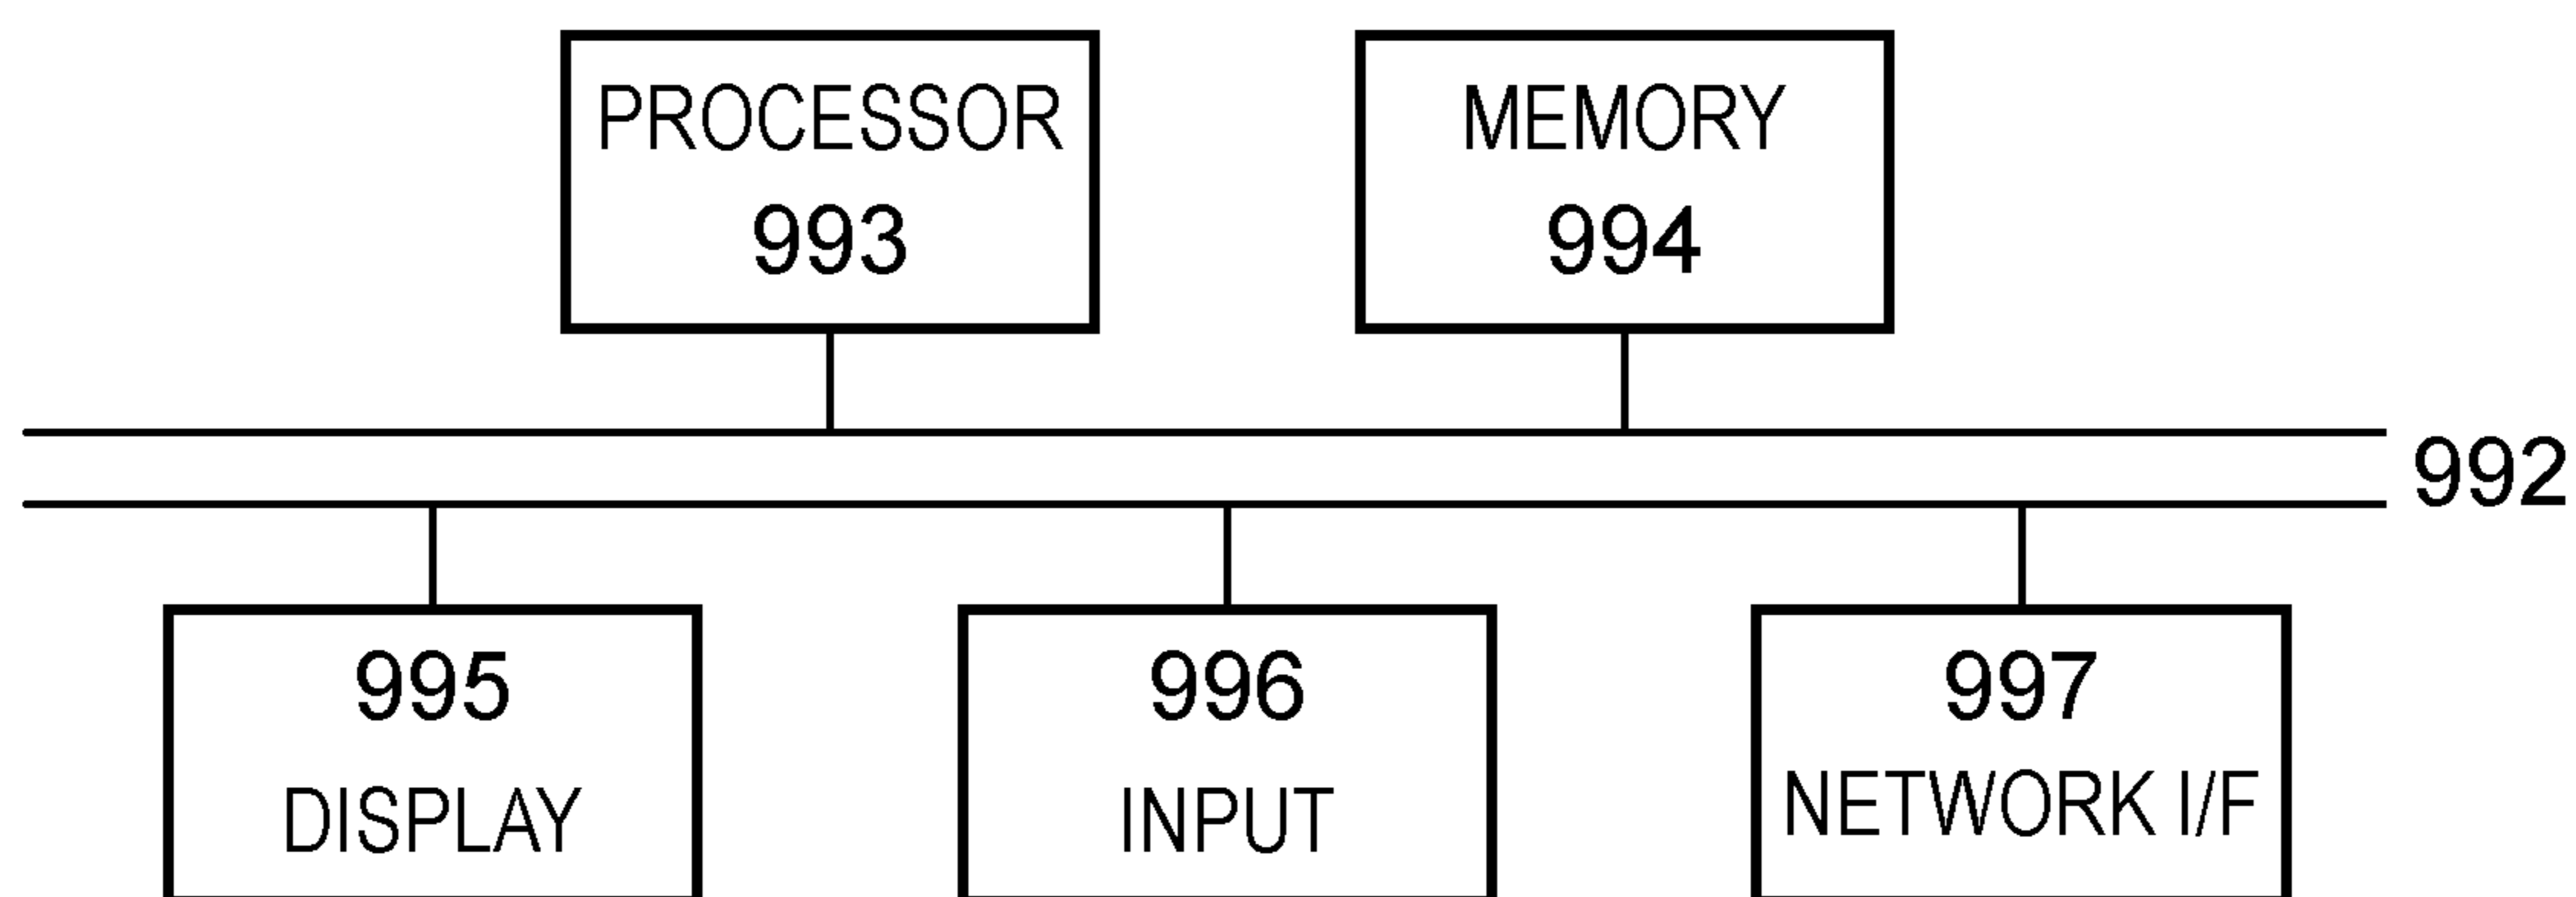 PROCESSOR
993
MEMORY
994
992
995
DISPLAY
996
INPUT
997
NETWORK I/F